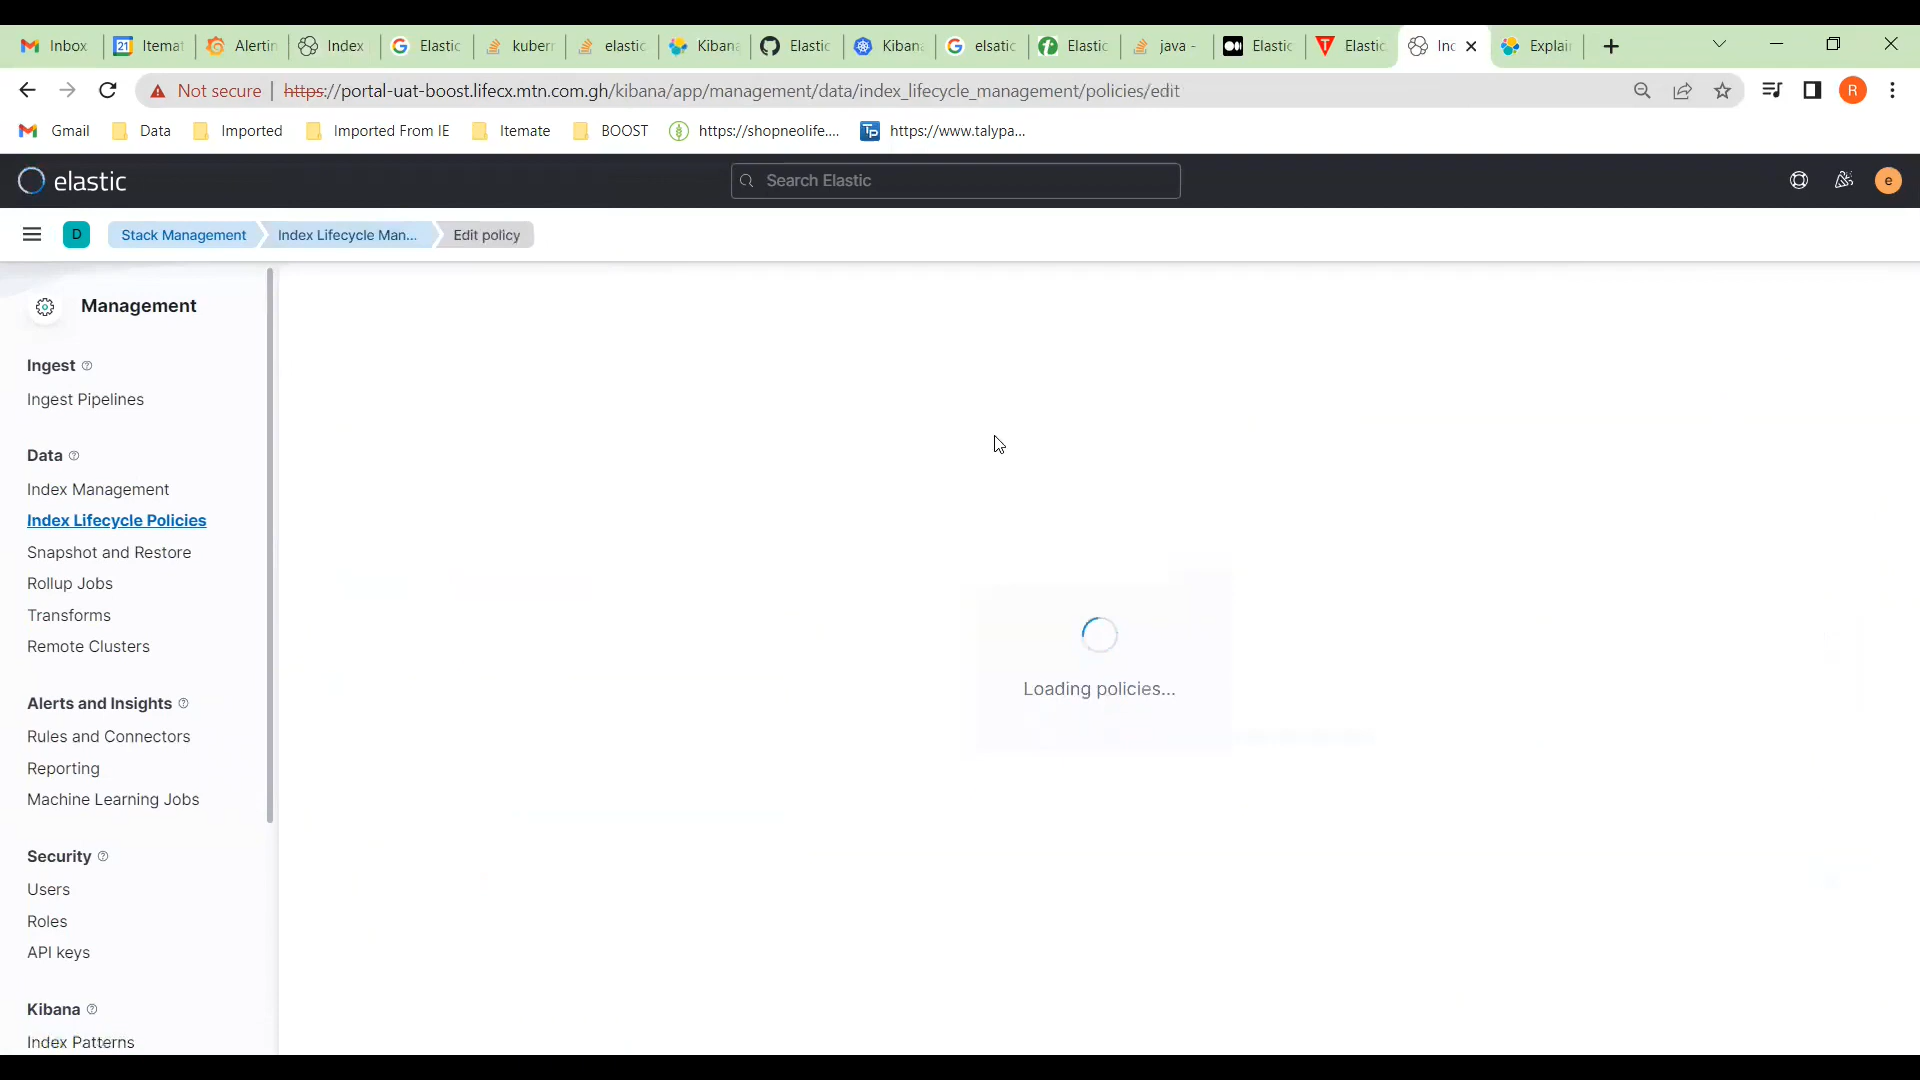 Inbox
Itemat
Alertin
Index
Elastic
kubern
elastic
Kibana
Elastic
Kibana
elsatic
Elastic
java -
Elastic
Elastic
Inc
Explain
Not secure
https://portal-uat-boost.lifecx.mtn.com.gh/kibana/app/management/data/index_lifecycle_management/policies/edit
R
Gmail
Data
Imported
Imported From IE
Itemate
BOOST
https://shopneolife....
https://www.talypa...
elastic
Search Elastic
e
D
Stack Management
Index Lifecycle Man...
Edit policy
Management
Ingest
Ingest Pipelines
Data
Index Management
Index Lifecycle Policies
Snapshot and Restore
Rollup Jobs
Transforms
Remote Clusters
Alerts and Insights
Rules and Connectors
Reporting
Machine Learning Jobs
Security
Users
Roles
API keys
Kibana
Index Patterns
Loading policies...